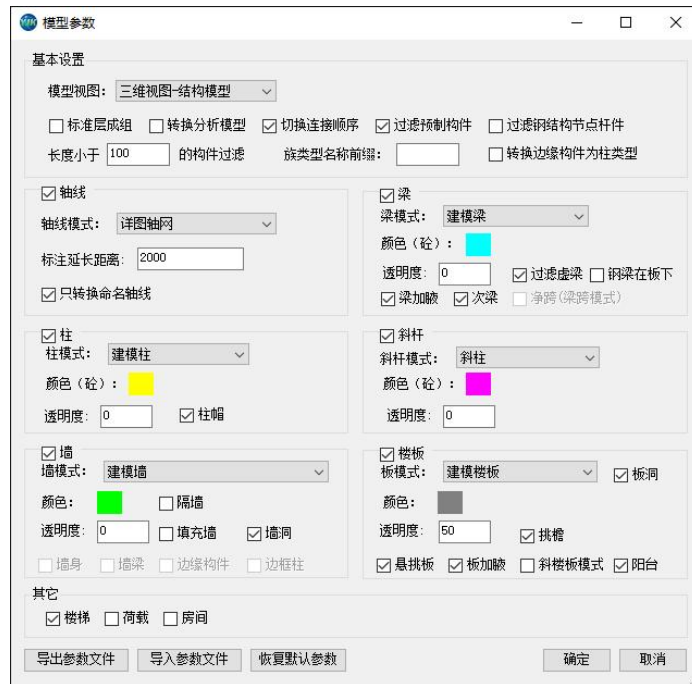 YJK 模型参数
基本设置
模型视图: 三维视图-结构模型
标准层成组 转换分析模型 切换连接顺序 过滤预制构件 过滤钢结构节点杆件
长度小于 100 的构件过滤 族类型名称前缀: 转换边缘构件为柱类型
轴线
轴线模式: 详图轴网
标注延长距离: 2000
只转换命名轴线
梁
梁模式: 建模梁
颜色(砼):
透明度: 0 过滤虚梁 钢梁在板下
梁加腋 次梁 净跨(梁跨模式)
柱
柱模式: 建模柱
颜色(砼):
透明度: 0 柱帽
斜杆
斜杆模式: 斜柱
颜色(砼):
透明度: 0
墙
墙模式: 建模墙
颜色: 隔墙
透明度: 0 填充墙 墙洞
墙身 墙梁 边缘构件 边框柱
楼板
板模式: 建模楼板 板洞
颜色:
透明度: 50 挑檐
悬挑板 板加腋 斜楼板模式 阳台
其它
楼梯 荷载 房间
导出参数文件 导入参数文件 恢复默认参数 确定 取消